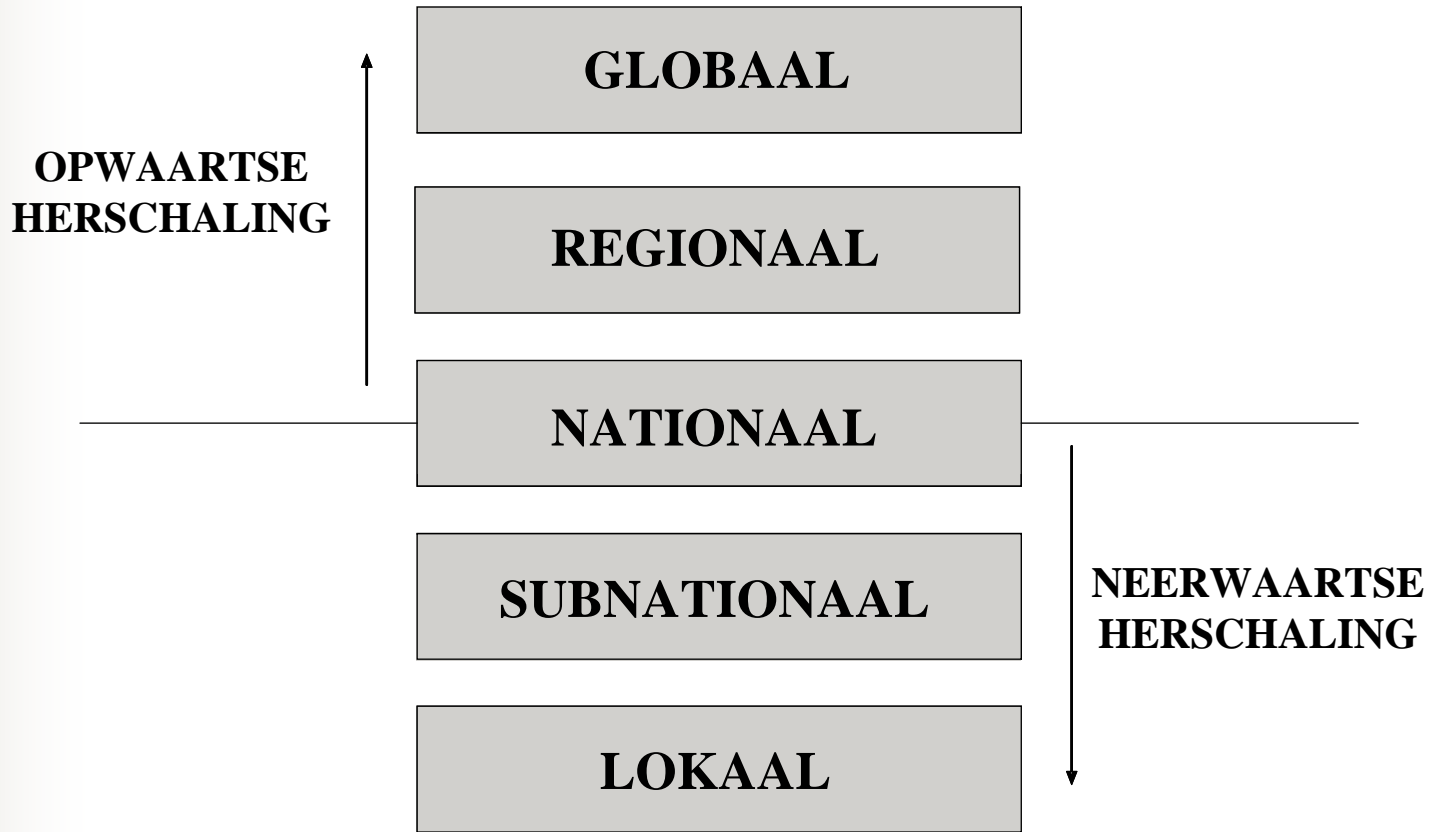 GLOBAAL
OPWAARTSE
HERSCHALING
REGIONAAL
NATIONAAL
SUBNATIONAAL
NEERWAARTSE
HERSCHALING
LOKAAL